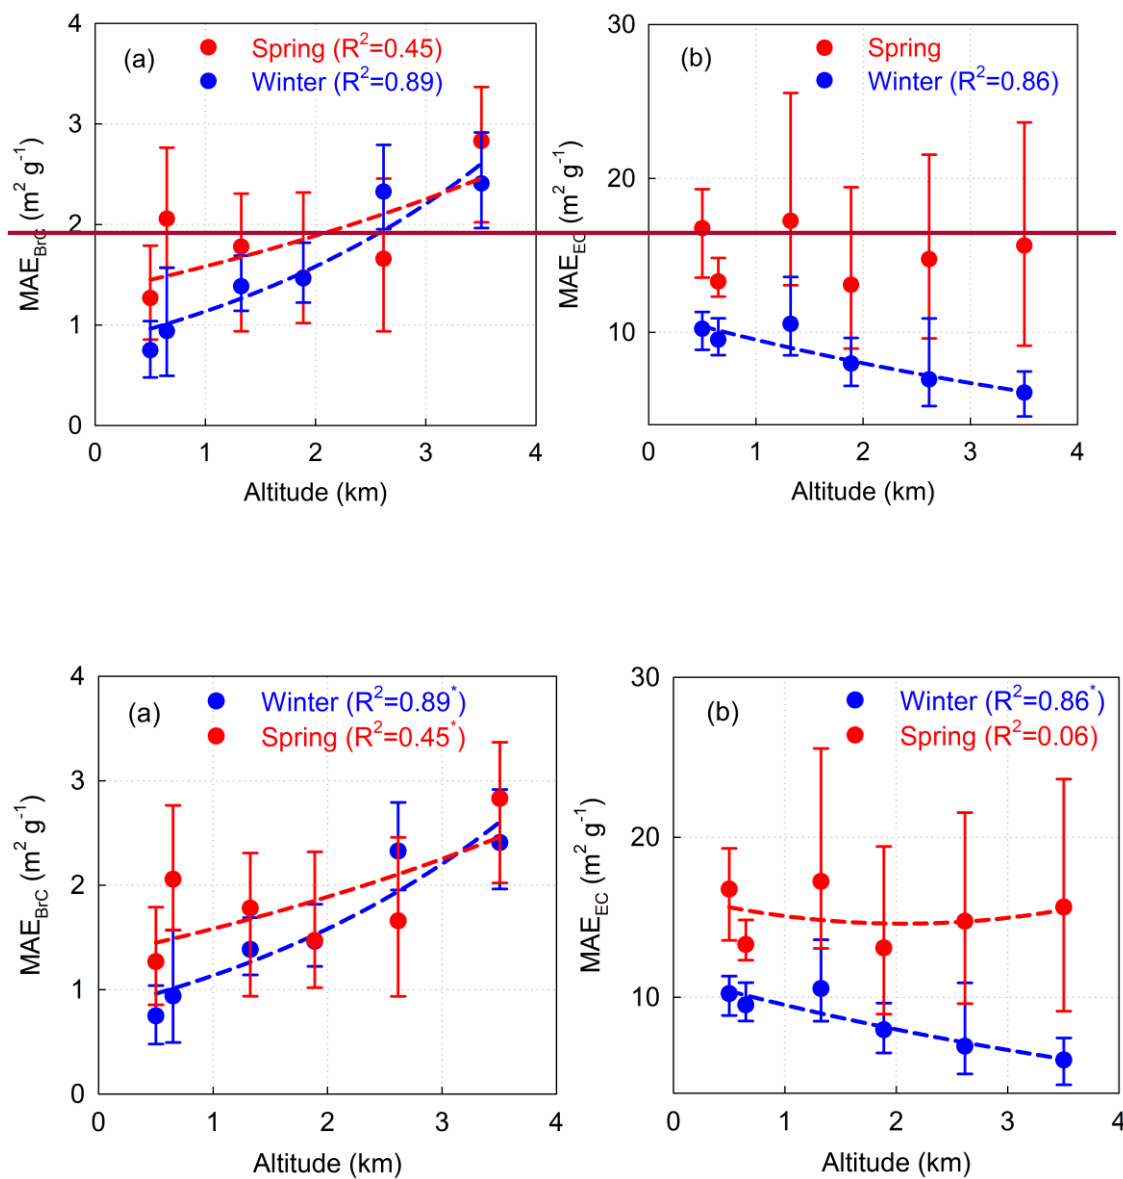 (a)
Spring (R²=0.45)
Winter (R²=0.89)
MAE_BrC (m² g⁻¹)
4
3
2
1
0
0 1 2 3 4
Altitude (km)
(b)
Spring
Winter (R²=0.86)
MAE_EC (m² g⁻¹)
30
20
10
0 1 2 3 4
Altitude (km)
(a)
Winter (R²=0.89*)
Spring (R²=0.45*)
MAE_BrC (m² g⁻¹)
4
3
2
1
0
0 1 2 3 4
Altitude (km)
(b)
Winter (R²=0.86*)
Spring (R²=0.06)
MAE_EC (m² g⁻¹)
30
20
10
0 1 2 3 4
Altitude (km)